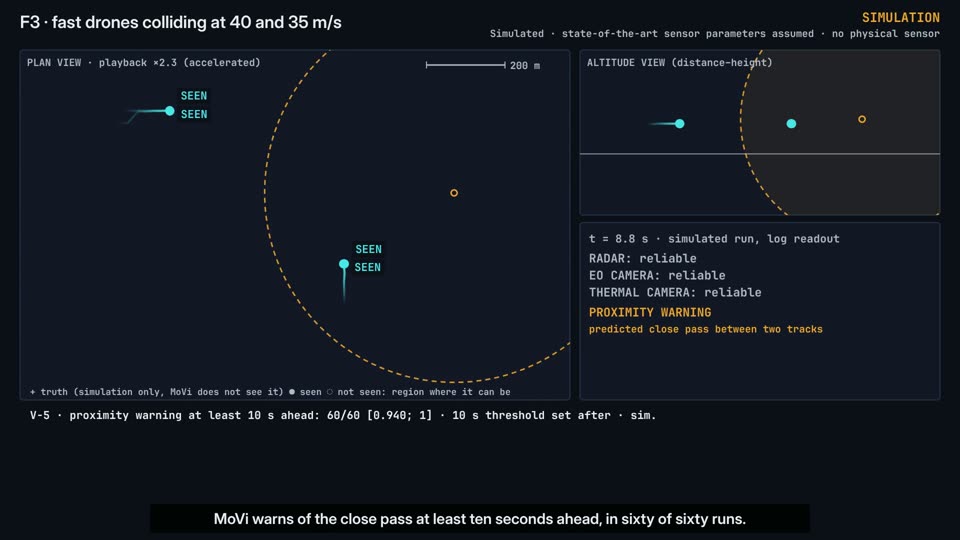 F3 · fast drones colliding at 40 and 35 m/s
SIMULATION
Simulated · state-of-the-art sensor parameters assumed · no physical sensor
PLAN VIEW · playback ×2.3 (accelerated)
200 m
SEEN
SEEN
SEEN
SEEN
+ truth (simulation only, MoVi does not see it) ● seen ◌ not seen: region where it can be
ALTITUDE VIEW (distance-height)
t = 8.8 s · simulated run, log readout
RADAR: reliable
EO CAMERA: reliable
THERMAL CAMERA: reliable
PROXIMITY WARNING
predicted close pass between two tracks
V-5 · proximity warning at least 10 s ahead: 60/60 [0.940; 1] · 10 s threshold set after · sim.
MoVi warns of the close pass at least ten seconds ahead, in sixty of sixty runs.